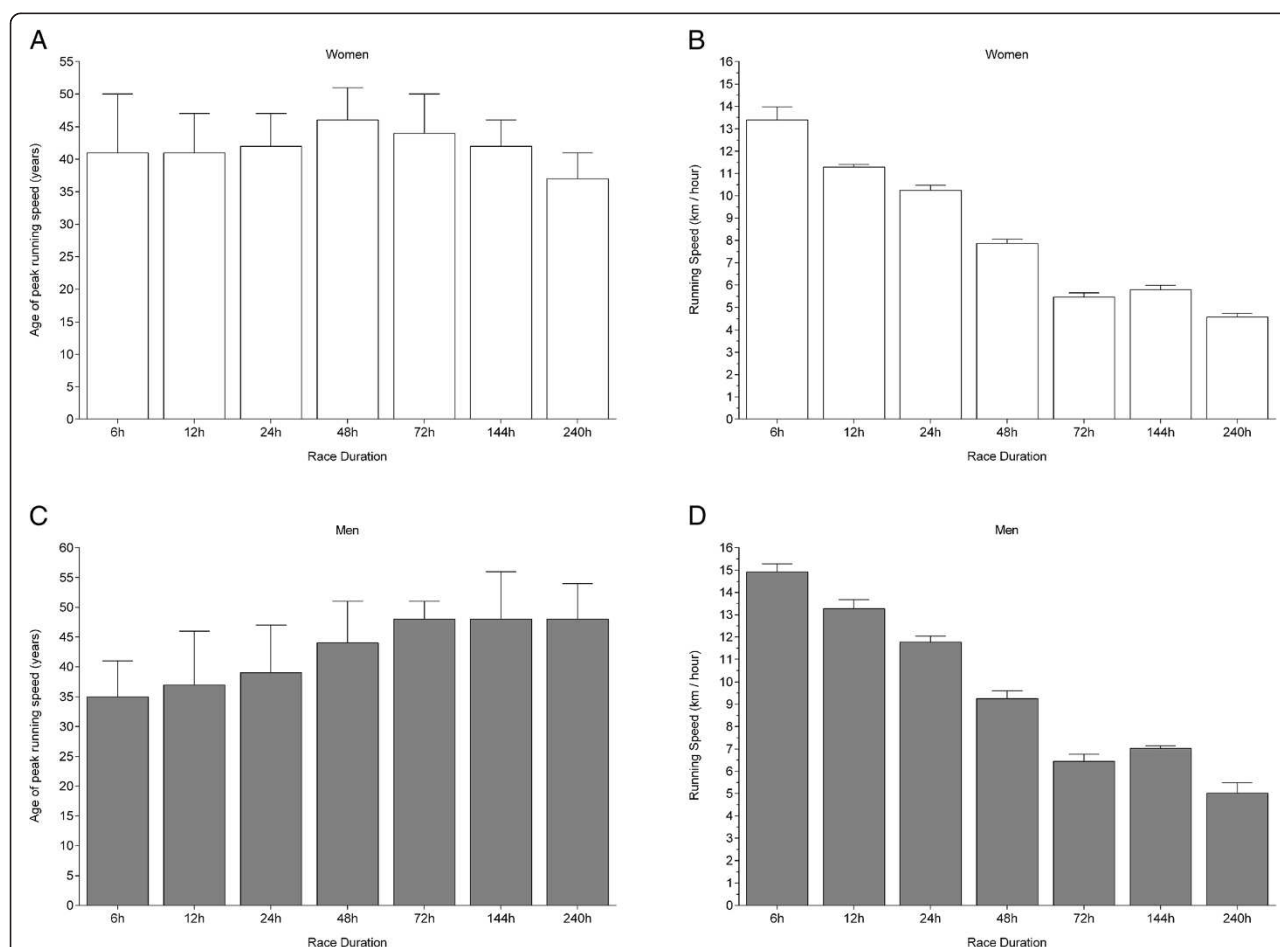 A
Women
Age of peak running speed (years)
55
50
45
40
35
30
25
20
15
10
5
0
6h 12h 24h 48h 72h 144h 240h
Race Duration
B
Women
Running Speed (km / hour)
16
15
14
13
12
11
10
9
8
7
6
5
4
3
2
1
0
6h 12h 24h 48h 72h 144h 240h
Race Duration
C
Men
Age of peak running speed (years)
60
55
50
45
40
35
30
25
20
15
10
5
0
6h 12h 24h 48h 72h 144h 240h
Race Duration
D
Men
Running Speed (km / hour)
16
15
14
13
12
11
10
9
8
7
6
5
4
3
2
1
0
6h 12h 24h 48h 72h 144h 240h
Race Duration